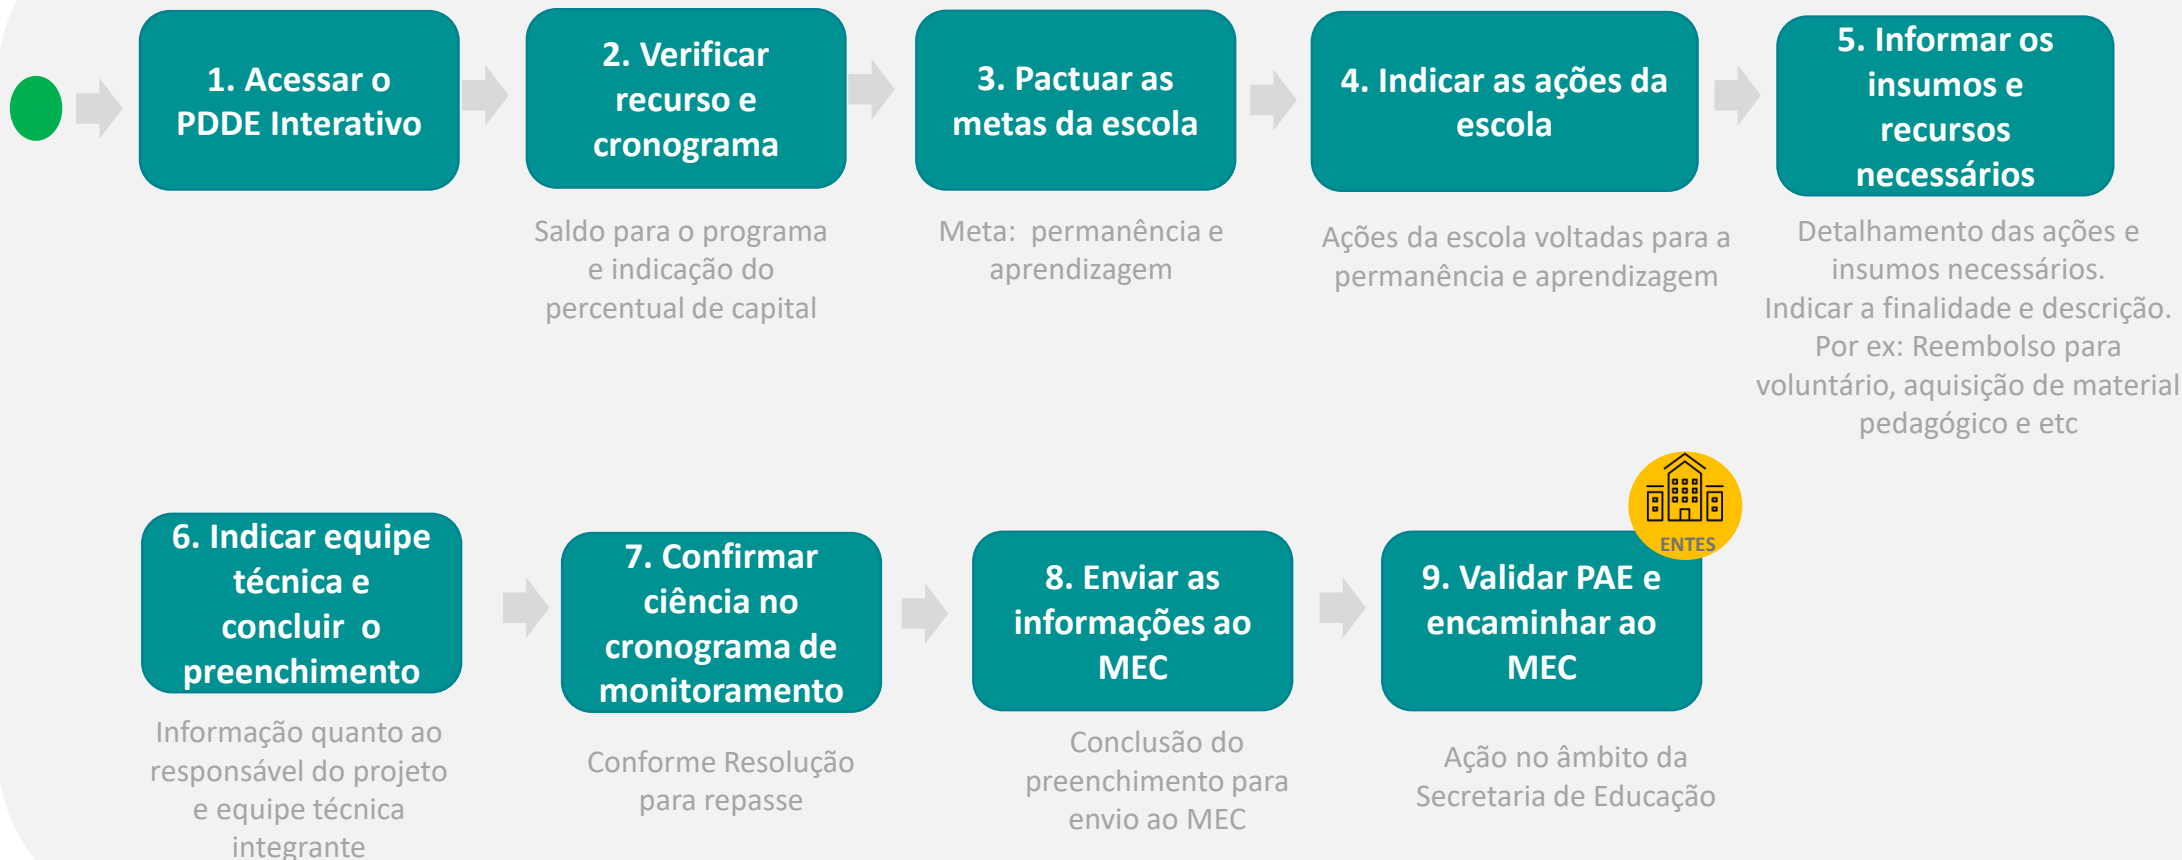 1. Acessar o
PDDE Interativo
2. Verificar
recurso e
cronograma
Saldo para o programa
e indicação do
percentual de capital
3. Pactuar as
metas da escola
Meta:  permanência e
aprendizagem
4. Indicar as ações da
escola
Ações da escola voltadas para a
permanência e aprendizagem
5. Informar os
insumos e
recursos
necessários
Detalhamento das ações e
insumos necessários.
Indicar a finalidade e descrição.
Por ex: Reembolso para
voluntário, aquisição de material
pedagógico e etc
6. Indicar equipe
técnica e
concluir  o
preenchimento
Informação quanto ao
responsável do projeto
e equipe técnica
integrante
7. Confirmar
ciência no
cronograma de
monitoramento
Conforme Resolução
para repasse
8. Enviar as
informações ao
MEC
Conclusão do
preenchimento para
envio ao MEC
ENTES
9. Validar PAE e
encaminhar ao
MEC
Ação no âmbito da
Secretaria de Educação